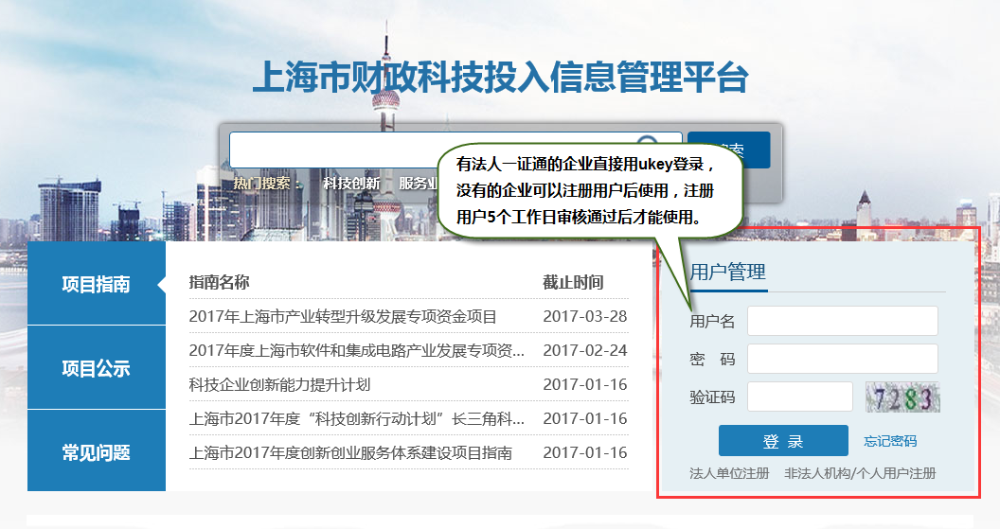 上海市财政科技投入信息管理平台
热门搜索：
科技创新
服务业
有法人一证通的企业直接用ukey登录，
没有的企业可以注册用户后使用，注册
用户5个工作日审核通过后才能使用。
项目指南
项目公示
常见问题
指南名称 截止时间
2017年上海市产业转型升级发展专项资金项目 2017-03-28
2017年度上海市软件和集成电路产业发展专项资... 2017-02-24
科技企业创新能力提升计划 2017-01-16
上海市2017年度“科技创新行动计划”长三角科... 2017-01-16
上海市2017年度创新创业服务体系建设项目指南 2017-01-16
用户管理
用户名
密 码
验证码 7283
登 录 忘记密码
法人单位注册 非法人机构/个人用户注册